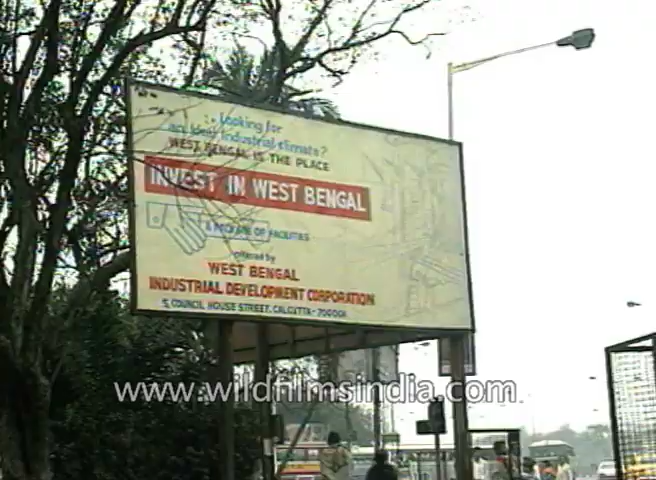 Looking for
an ideal industrial climate?
WEST BENGAL IS THE PLACE
INVEST IN WEST BENGAL
A PACKAGE OF FACILITIES
offered by
WEST BENGAL
INDUSTRIAL DEVELOPMENT CORPORATION
5, COUNCIL HOUSE STREET, CALCUTTA - 700001
www.wildfilmsindia.com